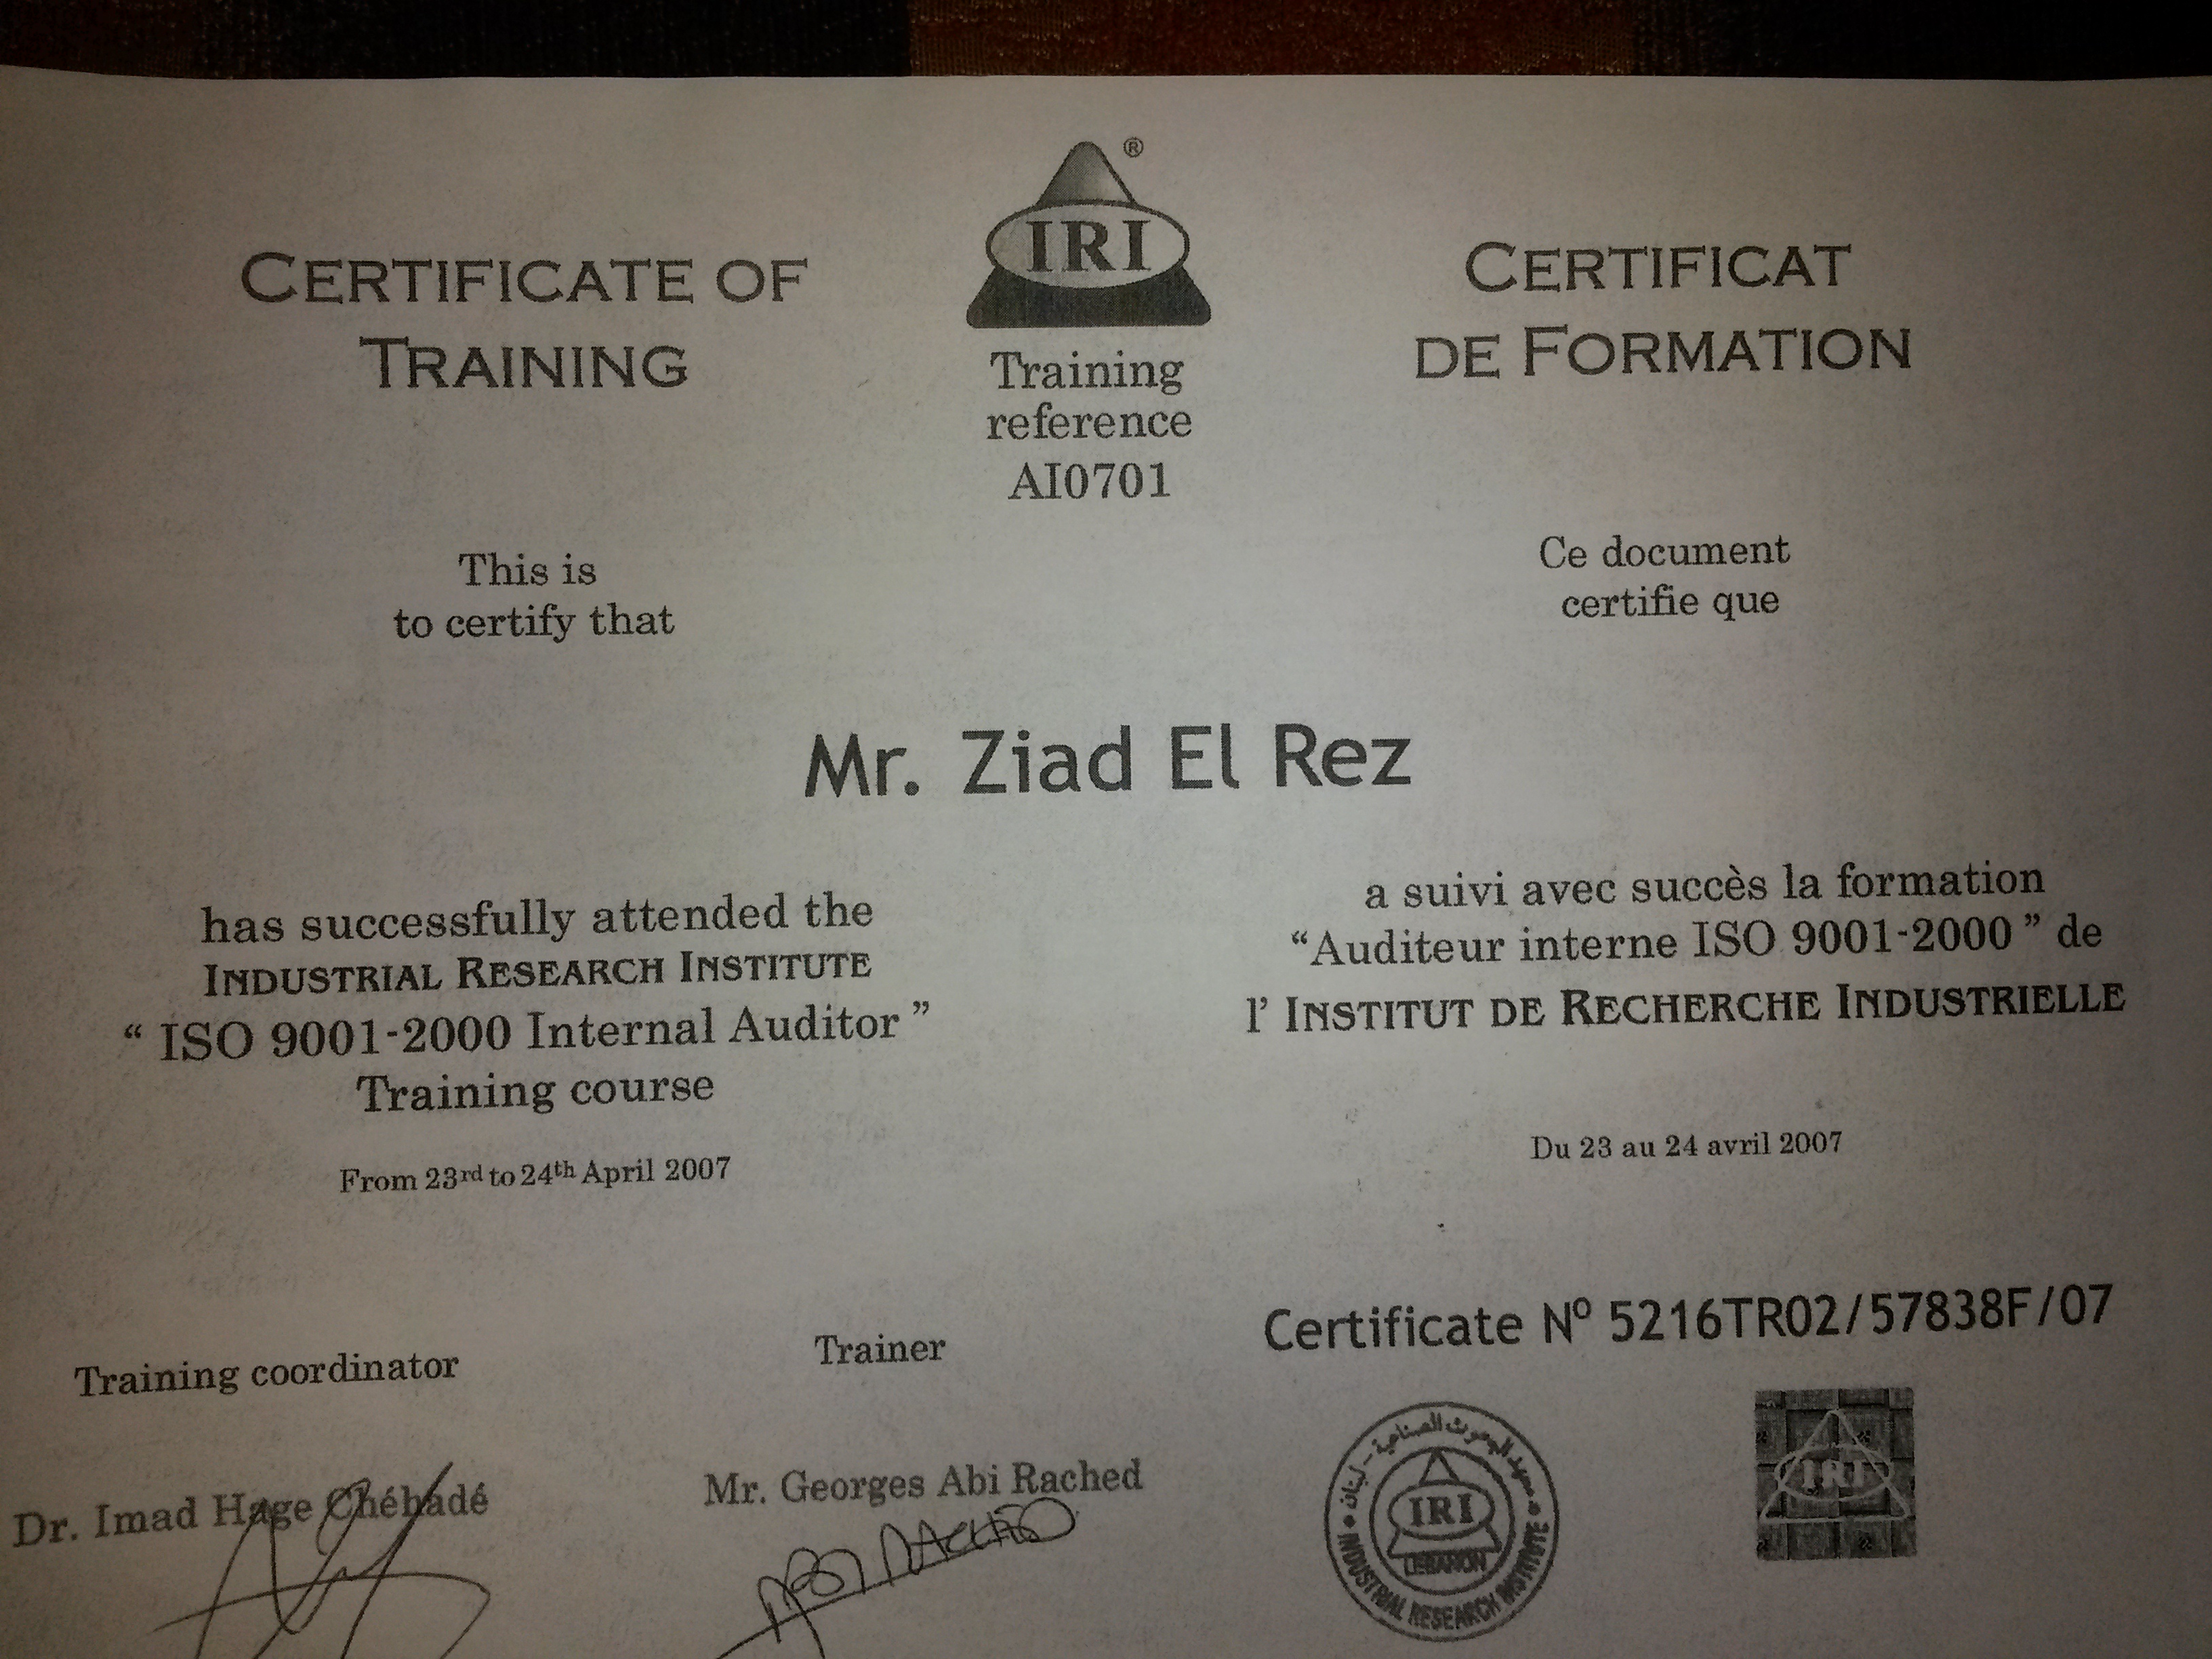 CERTIFICATE OF
TRAINING
®
IRI
Training
reference
AI0701
CERTIFICAT
DE FORMATION
This is
to certify that
Ce document
certifie que
Mr. Ziad El Rez
has successfully attended the
INDUSTRIAL RESEARCH INSTITUTE
“ ISO 9001-2000 Internal Auditor ”
Training course
From 23rd to 24th April 2007
a suivi avec succès la formation
“Auditeur interne ISO 9001-2000 ” de
l’ INSTITUT DE RECHERCHE INDUSTRIELLE
Du 23 au 24 avril 2007
Training coordinator
Dr. Imad Hage Chéhadé
Trainer
Mr. Georges Abi Rached
Certificate Nº 5216TR02/57838F/07
معهد البحوث الصناعية - لبنان
IRI
LEBANON
INDUSTRIAL RESEARCH INSTITUTE
IRI